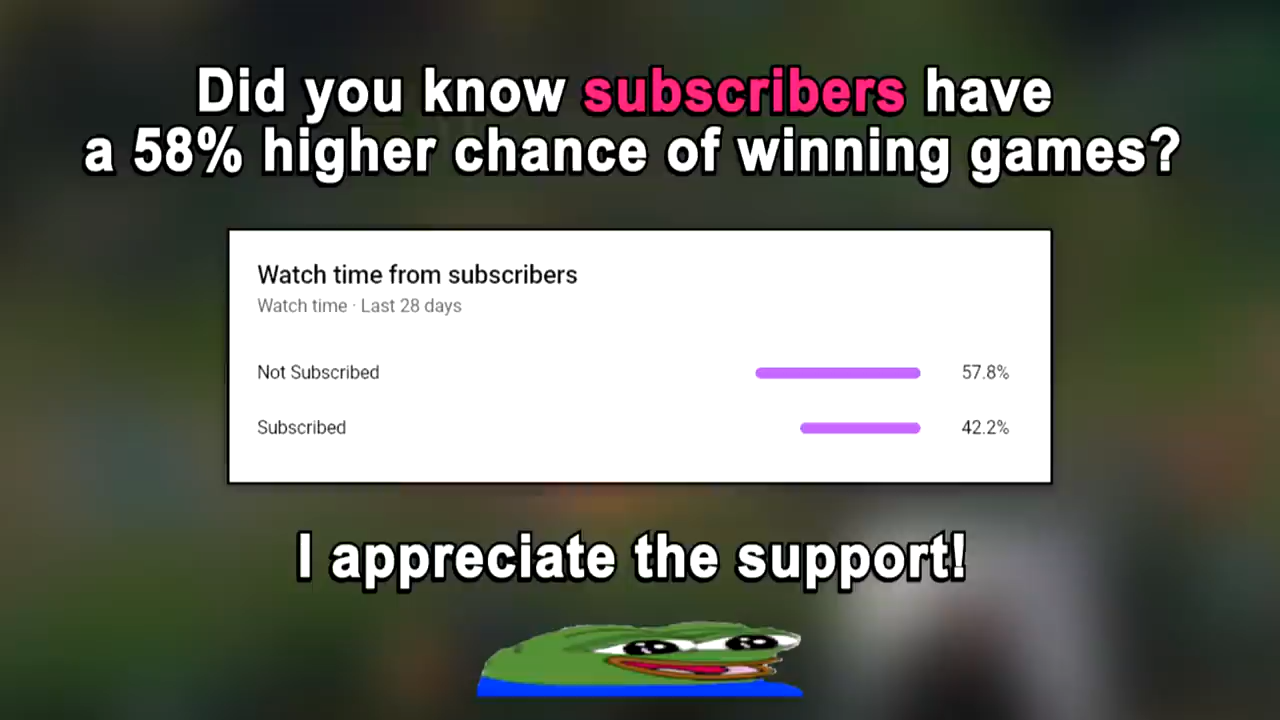 Did you know subscribers have
a 58% higher chance of winning games?
Watch time from subscribers
Watch time · Last 28 days
Not Subscribed 57.8%
Subscribed 42.2%
I appreciate the support!